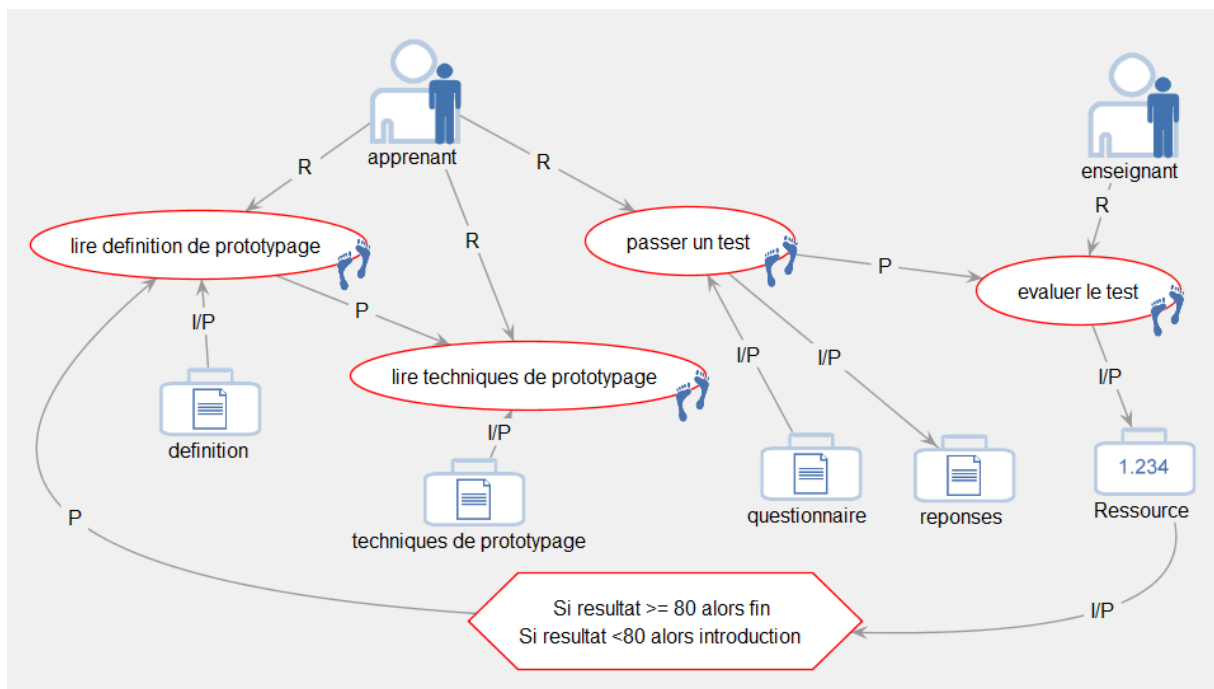 apprenant
enseignant
R
R
R
R
lire definition de prototypage
passer un test
P
evaluer le test
I/P
P
lire techniques de prototypage
I/P
I/P
I/P
definition
I/P
1.234
questionnaire
reponses
Ressource
techniques de prototypage
P
Si resultat >= 80 alors fin
Si resultat <80 alors introduction
I/P